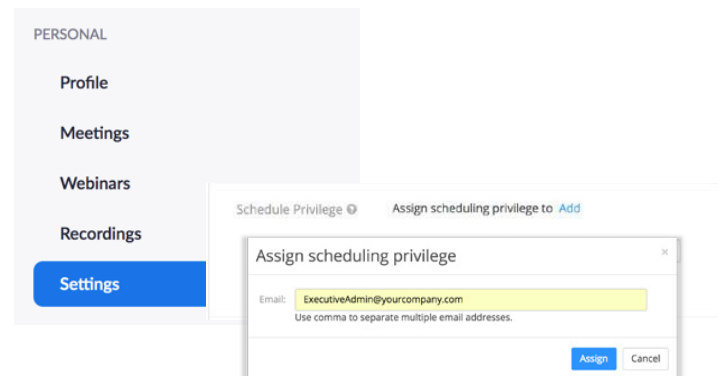 PERSONAL
Profile
Meetings
Webinars
Recordings
Settings
Schedule Privilege
Assign scheduling privilege to Add
Assign scheduling privilege
Email: ExecutiveAdmin@yourcompany.com
Use comma to separate multiple email addresses.
Assign Cancel